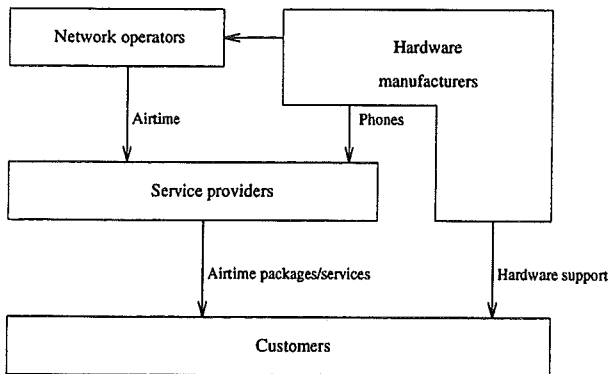 Network operators
Hardware
manufacturers
Airtime
Phones
Service providers
Airtime packages/services
Hardware support
Customers